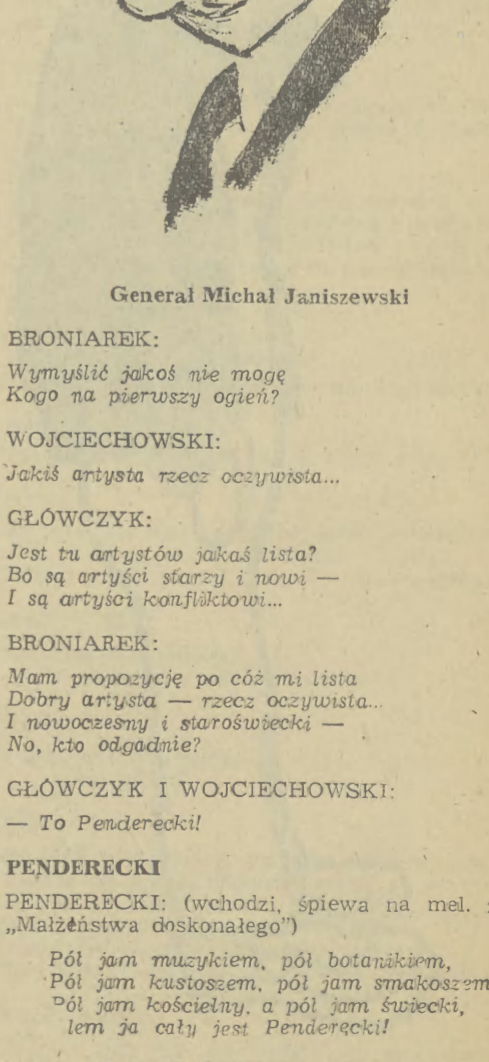 Generał Michał Janiszewski
BRONIAREK:
Wymyślić jakoś nie mogę
Kogo na pierwszy ogień?
WOJCIECHOWSKI:
Jakiś artysta rzecz oczywista...
GŁÓWCZYK:
Jest tu artystów jakaś lista?
Bo są artyści starzy i nowi —
I są artyści konfliktowi...
BRONIAREK:
Mam propozycję po cóż mi lista
Dobry artysta — rzecz oczywista...
I nowoczesny i staroświecki —
No, kto odgadnie?
GŁÓWCZYK I WOJCIECHOWSKI:
— To Penderecki!
PENDERECKI
PENDERECKI: (wchodzi, śpiewa na mel.
„Małżeństwa doskonałego")
Pół jam muzykiem, pół botanikiem,
Pół jam kustoszem, pół jam smakoszem
Pół jam kościelny, a pół jam świecki,
lem ja cały jest Penderecki!